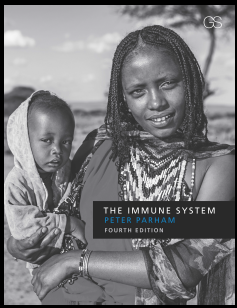 GS
THE IMMUNE SYSTEM
PETER PARHAM
FOURTH EDITION